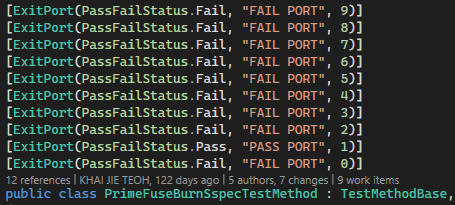 [ExitPort(PassFailStatus.Fail, "FAIL PORT", 9)]
[ExitPort(PassFailStatus.Fail, "FAIL PORT", 8)]
[ExitPort(PassFailStatus.Fail, "FAIL PORT", 7)]
[ExitPort(PassFailStatus.Fail, "FAIL PORT", 6)]
[ExitPort(PassFailStatus.Fail, "FAIL PORT", 5)]
[ExitPort(PassFailStatus.Fail, "FAIL PORT", 4)]
[ExitPort(PassFailStatus.Fail, "FAIL PORT", 3)]
[ExitPort(PassFailStatus.Fail, "FAIL PORT", 2)]
[ExitPort(PassFailStatus.Pass, "PASS PORT", 1)]
[ExitPort(PassFailStatus.Fail, "FAIL PORT", 0)]
12 references | KHAI JIE TEOH, 122 days ago | 5 authors, 7 changes | 9 work items
public class PrimeFuseBurnSspecTestMethod : TestMethodBase,